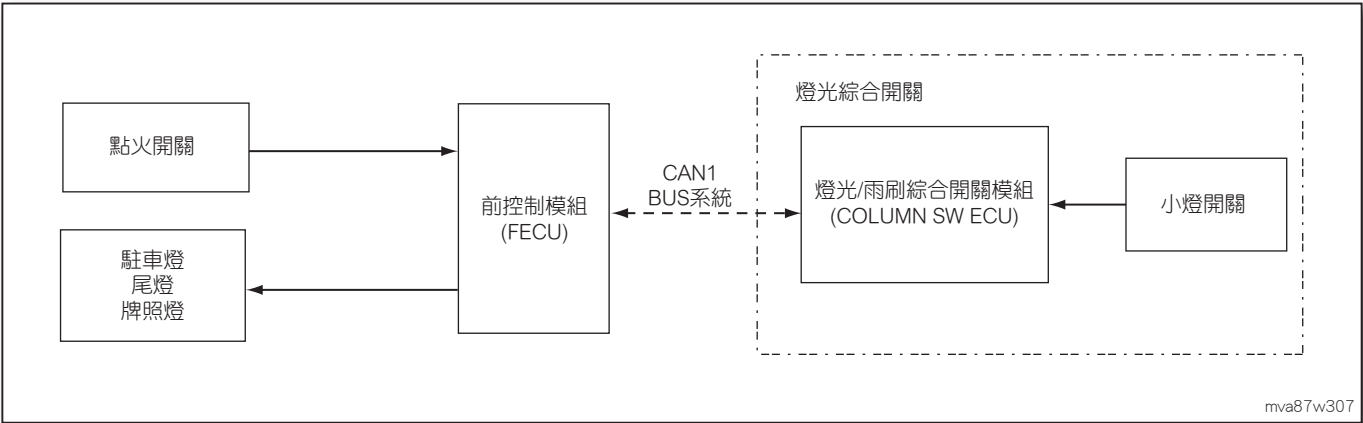 燈光綜合開關
點火開關
CAN1
BUS系統
前控制模組
(FECU)
燈光/雨刷綜合開關模組
(COLUMN SW ECU)
小燈開關
駐車燈
尾燈
牌照燈
mva87w307